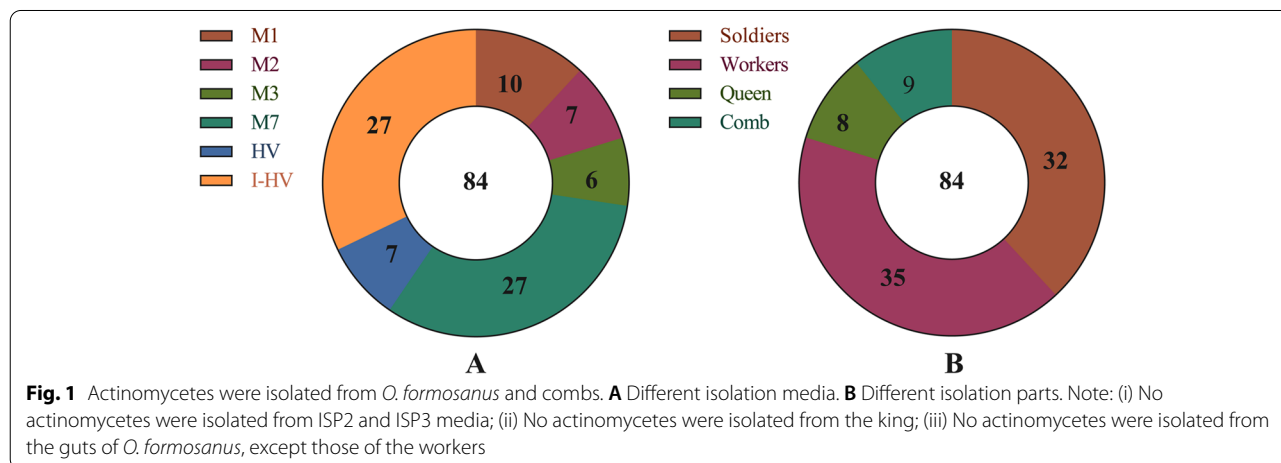 M1
M2
M3
M7
HV
I-HV
10
7
6
27
7
27
84
A
Soldiers
Workers
Queen
Comb
32
35
8
9
84
B
Fig. 1 Actinomycetes were isolated from O. formosanus and combs. A Different isolation media. B Different isolation parts. Note: (i) No
actinomycetes were isolated from ISP2 and ISP3 media; (ii) No actinomycetes were isolated from the king; (iii) No actinomycetes were isolated from
the guts of O. formosanus, except those of the workers